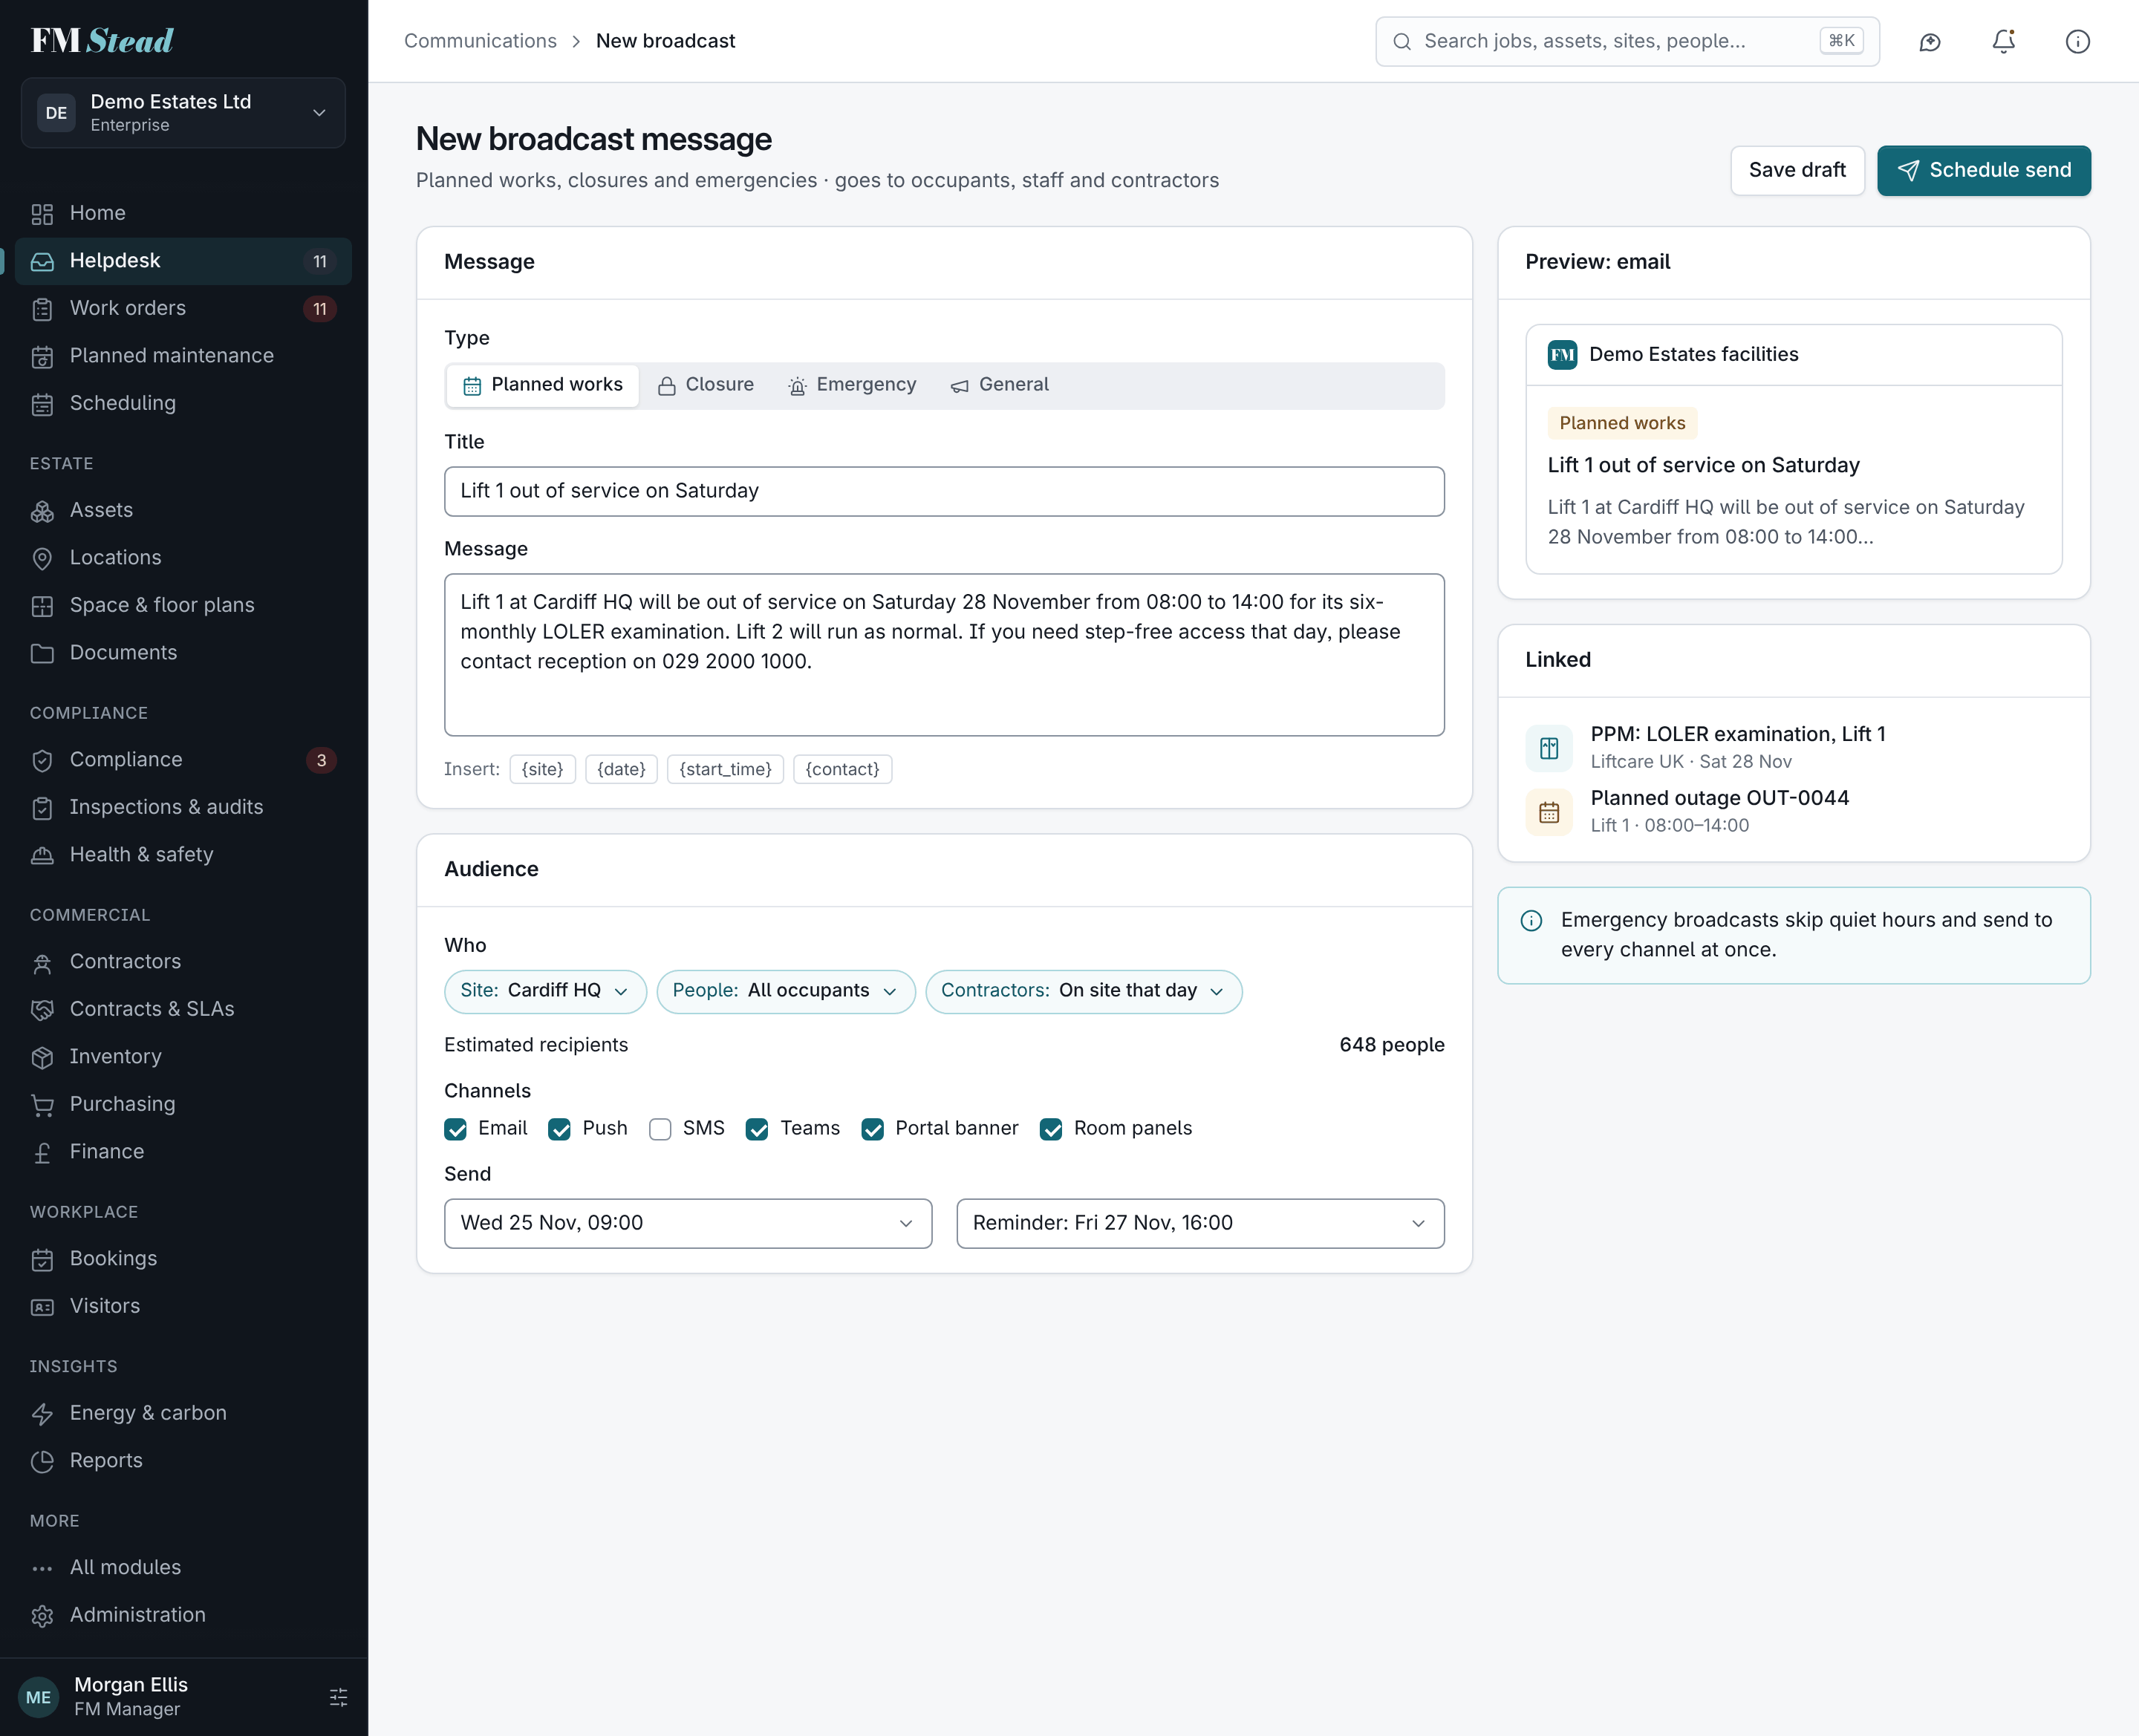 FM Stead
DE
Demo Estates Ltd
Enterprise
Home
Helpdesk 11
Work orders 11
Planned maintenance
Scheduling
ESTATE
Assets
Locations
Space & floor plans
Documents
COMPLIANCE
Compliance 3
Inspections & audits
Health & safety
COMMERCIAL
Contractors
Contracts & SLAs
Inventory
Purchasing
Finance
WORKPLACE
Bookings
Visitors
INSIGHTS
Energy & carbon
Reports
MORE
All modules
Administration
ME
Morgan Ellis
FM Manager
Communications > New broadcast
Search jobs, assets, sites, people... ⌘K
New broadcast message
Planned works, closures and emergencies · goes to occupants, staff and contractors
Save draft
Schedule send
Message
Type
Planned works Closure Emergency General
Title
Lift 1 out of service on Saturday
Message
Lift 1 at Cardiff HQ will be out of service on Saturday 28 November from 08:00 to 14:00 for its six-
monthly LOLER examination. Lift 2 will run as normal. If you need step-free access that day, please
contact reception on 029 2000 1000.
Insert: {site} {date} {start_time} {contact}
Audience
Who
Site: Cardiff HQ People: All occupants Contractors: On site that day
Estimated recipients 648 people
Channels
Email Push SMS Teams Portal banner Room panels
Send
Wed 25 Nov, 09:00
Reminder: Fri 27 Nov, 16:00
Preview: email
FM Demo Estates facilities
Planned works
Lift 1 out of service on Saturday
Lift 1 at Cardiff HQ will be out of service on Saturday
28 November from 08:00 to 14:00...
Linked
PPM: LOLER examination, Lift 1
Liftcare UK · Sat 28 Nov
Planned outage OUT-0044
Lift 1 · 08:00–14:00
Emergency broadcasts skip quiet hours and send to
every channel at once.